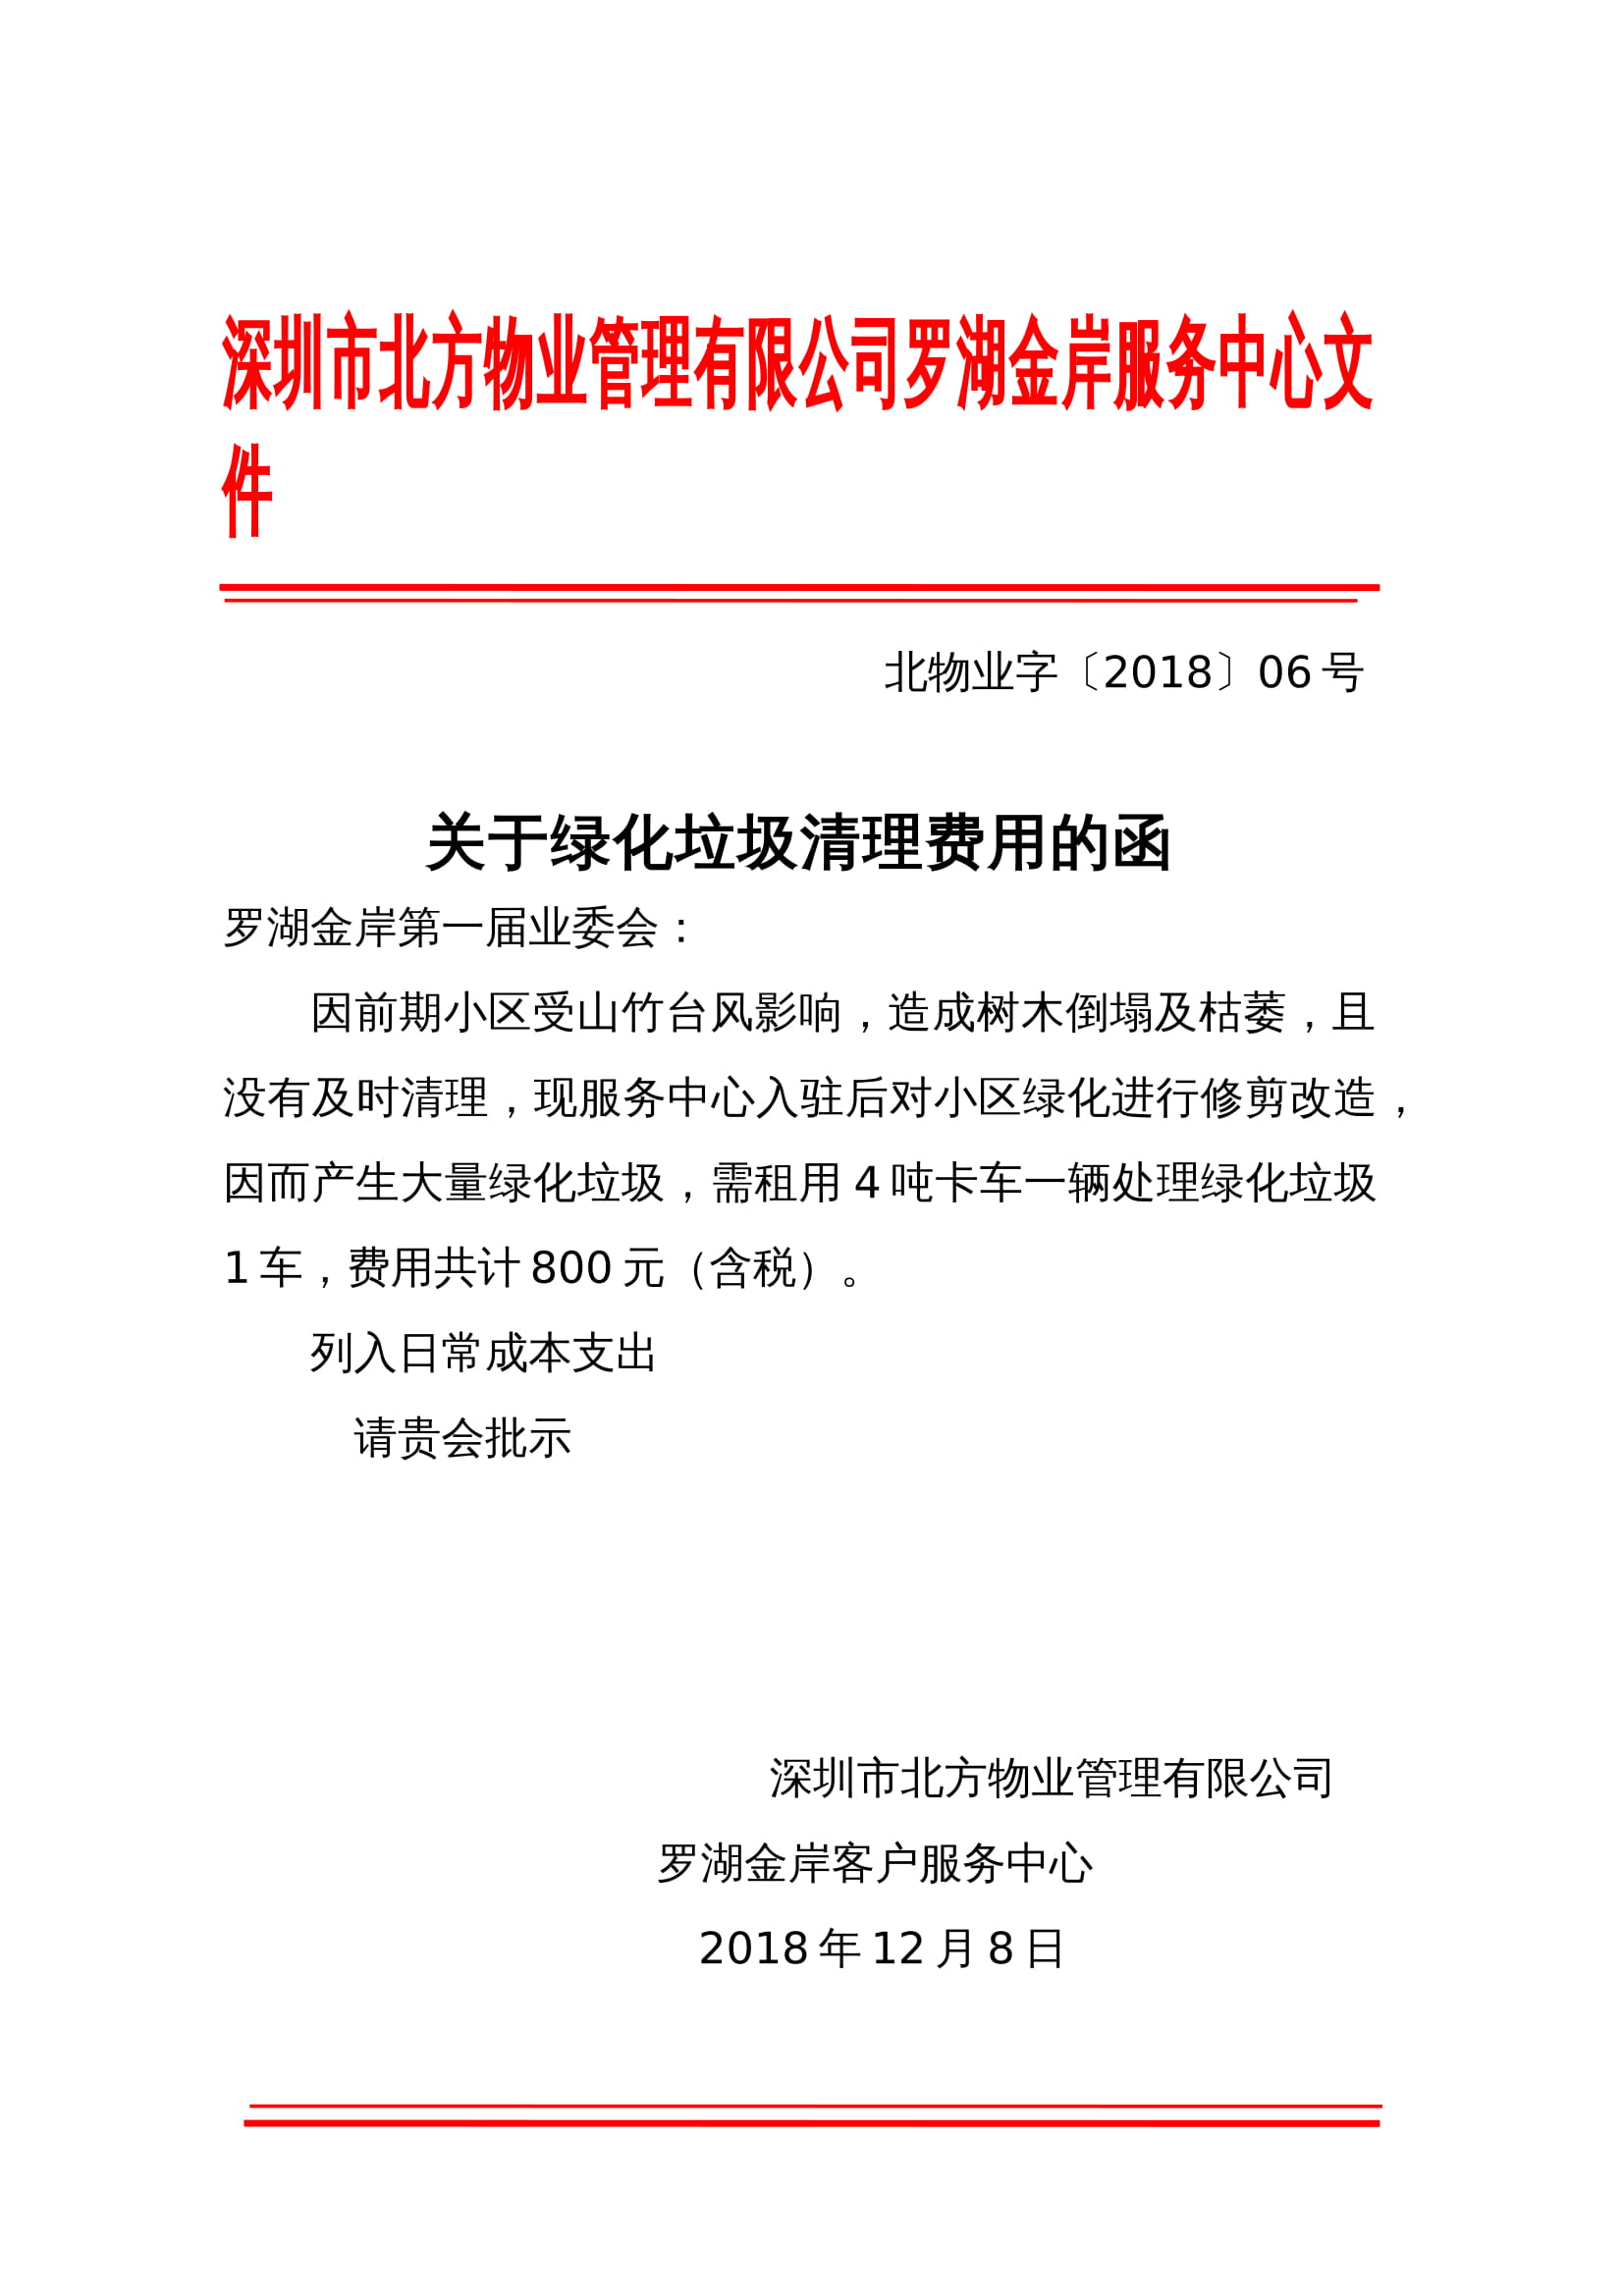 深圳市北方物业管理有限公司罗湖金岸服务中心文
件
北物业字〔2018〕06 号
关于绿化垃圾清理费用的函
罗湖金岸第一届业委会：
因前期小区受山竹台风影响，造成树木倒塌及枯萎，且
没有及时清理，现服务中心入驻后对小区绿化进行修剪改造，
因而产生大量绿化垃圾，需租用 4 吨卡车一辆处理绿化垃圾
1 车，费用共计 800 元（含税）。
列入日常成本支出
请贵会批示
深圳市北方物业管理有限公司
罗湖金岸客户服务中心
2018 年 12 月 8 日